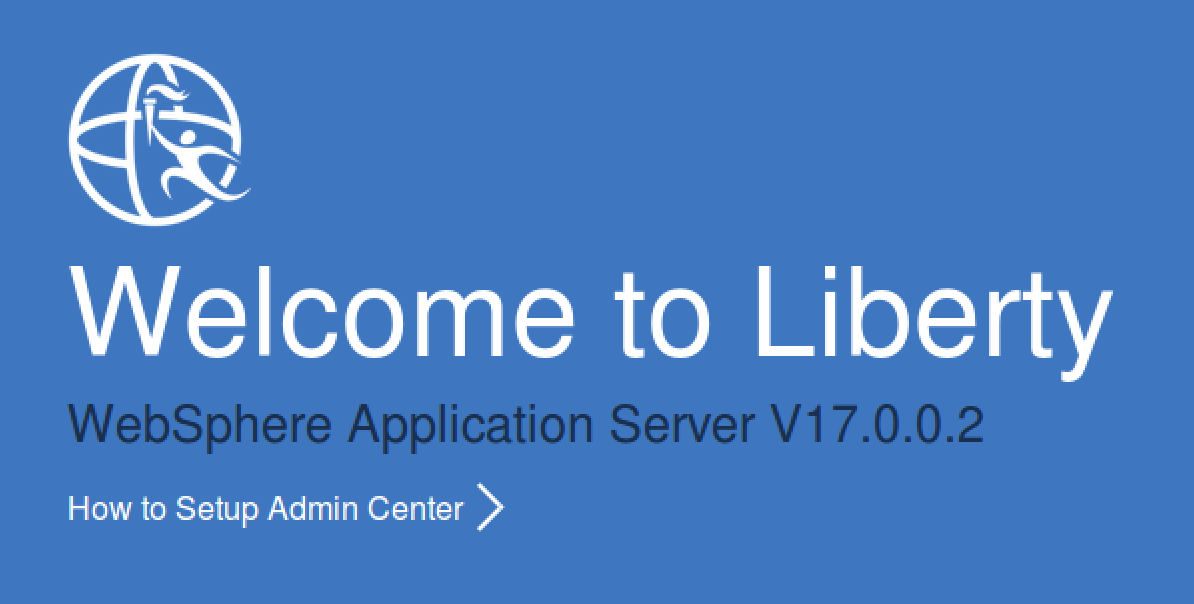 Welcome to Liberty
WebSphere Application Server V17.0.0.2
How to Setup Admin Center